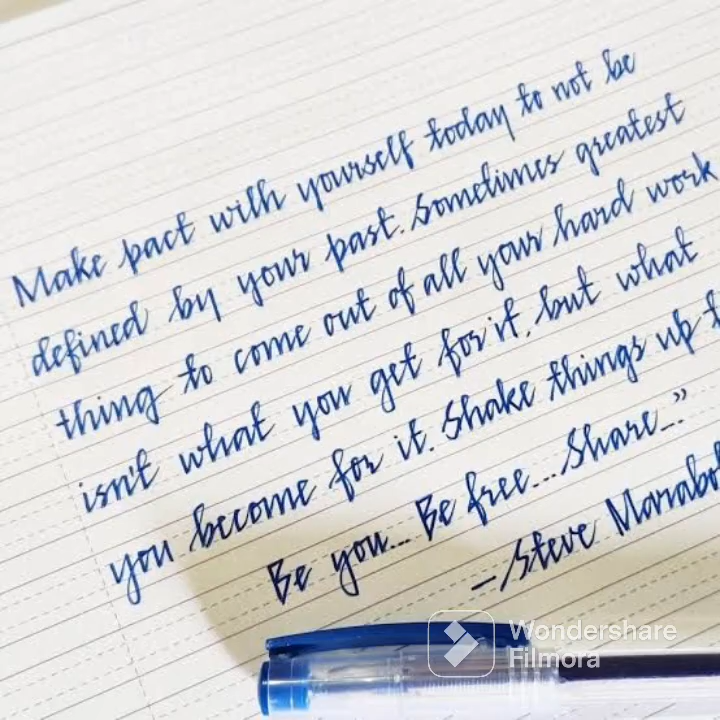 Make pact with yourself today to not be
defined by your past. Sometimes greatest
thing to come out of all your hard work
isn't what you get for it, but what
you become for it. Shake things up
Be you... Be free... Share..."
- Steve
Wondershare
Filmora